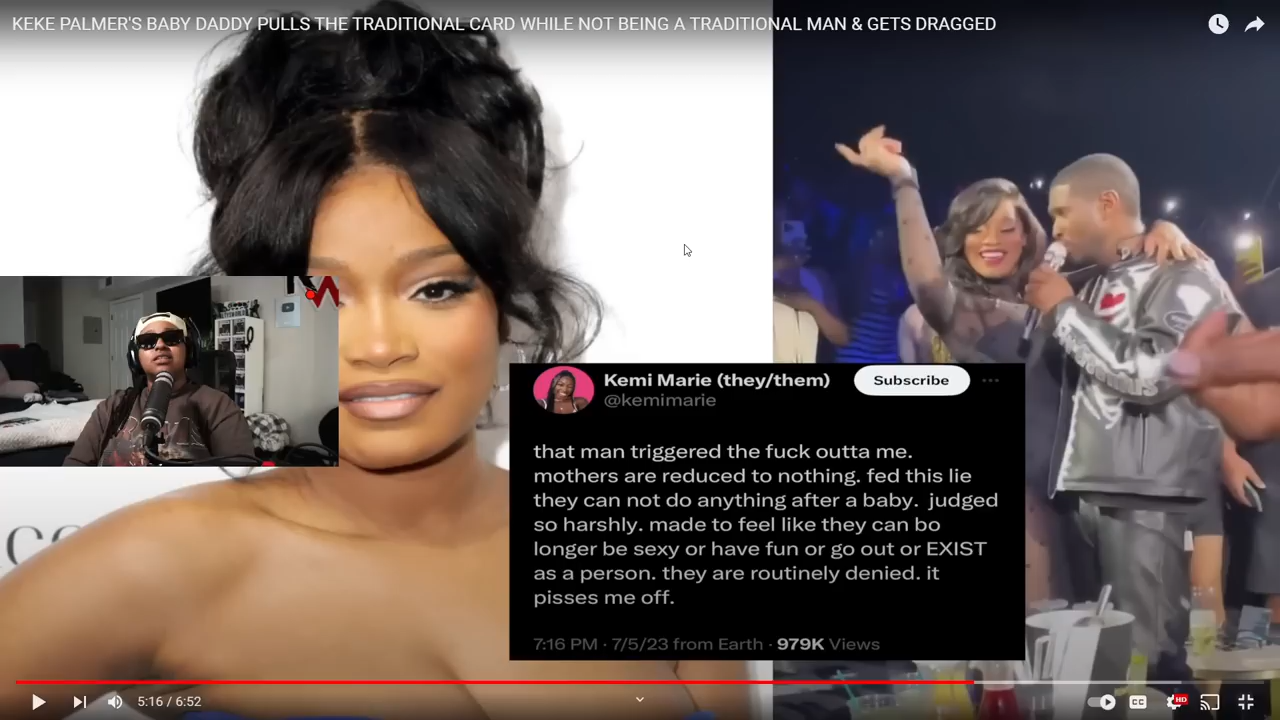 KEKE PALMER'S BABY DADDY PULLS THE TRADITIONAL CARD WHILE NOT BEING A TRADITIONAL MAN & GETS DRAGGED
Kemi Marie (they/them)
Subscribe
@kemimarie
that man triggered the fuck outta me.
mothers are reduced to nothing. fed this lie
they can not do anything after a baby. judged
so harshly. made to feel like they can bo
longer be sexy or have fun or go out or EXIST
as a person. they are routinely denied. it
pisses me off.
7:16 PM · 7/5/23 from Earth · 979K Views
5:16 / 6:52
CC
HD